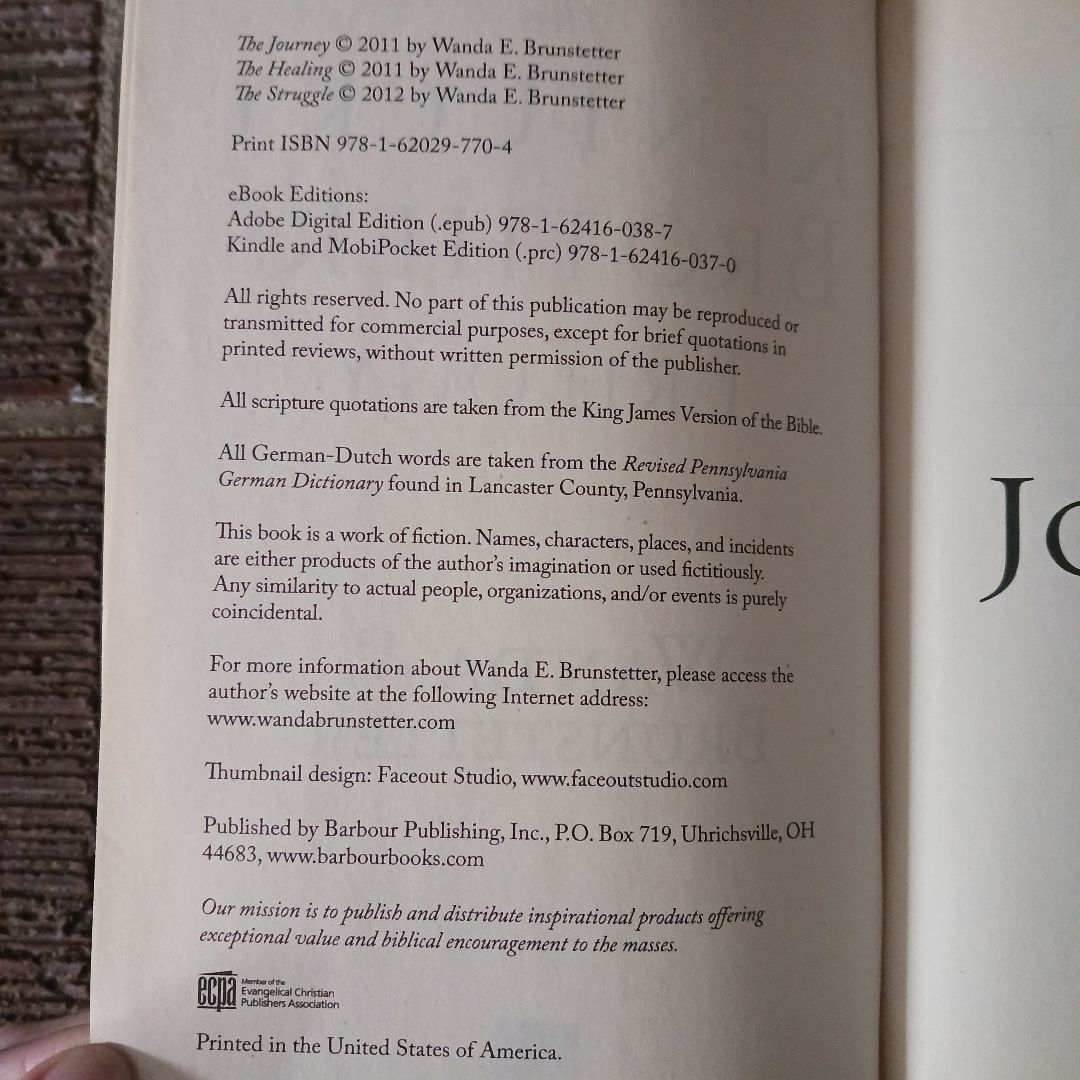 The Journey © 2011 by Wanda E. Brunstetter
The Healing © 2011 by Wanda E. Brunstetter
The Struggle © 2012 by Wanda E. Brunstetter
Print ISBN 978-1-62029-770-4
eBook Editions:
Adobe Digital Edition (.epub) 978-1-62416-038-7
Kindle and MobiPocket Edition (.prc) 978-1-62416-037-0
All rights reserved. No part of this publication may be reproduced or
transmitted for commercial purposes, except for brief quotations in
printed reviews, without written permission of the publisher.
All scripture quotations are taken from the King James Version of the Bible.
All German-Dutch words are taken from the Revised Pennsylvania
German Dictionary found in Lancaster County, Pennsylvania.
This book is a work of fiction. Names, characters, places, and incidents
are either products of the author's imagination or used fictitiously.
Any similarity to actual people, organizations, and/or events is purely
coincidental.
For more information about Wanda E. Brunstetter, please access the
author's website at the following Internet address:
www.wandabrunstetter.com
Thumbnail design: Faceout Studio, www.faceoutstudio.com
Published by Barbour Publishing, Inc., P.O. Box 719, Uhrichsville, OH
44683, www.barbourbooks.com
Our mission is to publish and distribute inspirational products offering
exceptional value and biblical encouragement to the masses.
ecpa Member of the
Evangelical Christian
Publishers Association
Printed in the United States of America.
Jo